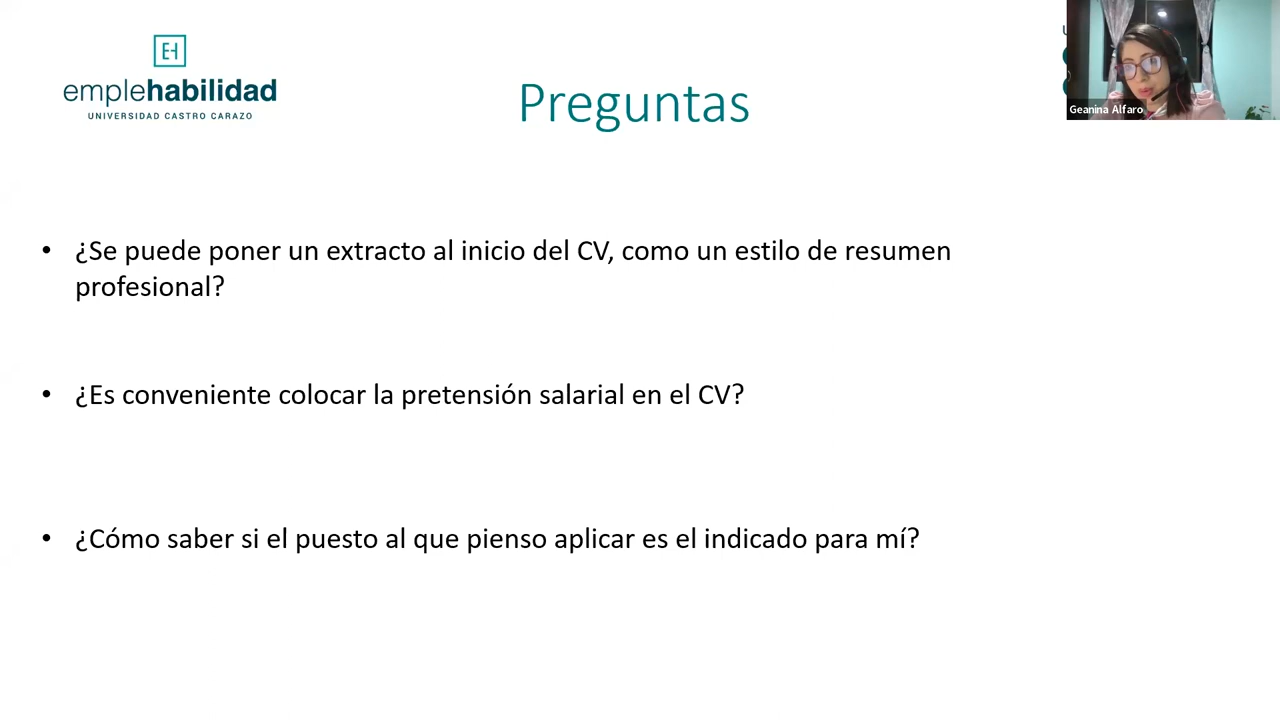 EH
emplehabilidad
UNIVERSIDAD CASTRO CARAZO
Preguntas
Geanina Alfaro
• ¿Se puede poner un extracto al inicio del CV, como un estilo de resumen
profesional?
• ¿Es conveniente colocar la pretensión salarial en el CV?
• ¿Cómo saber si el puesto al que pienso aplicar es el indicado para mí?